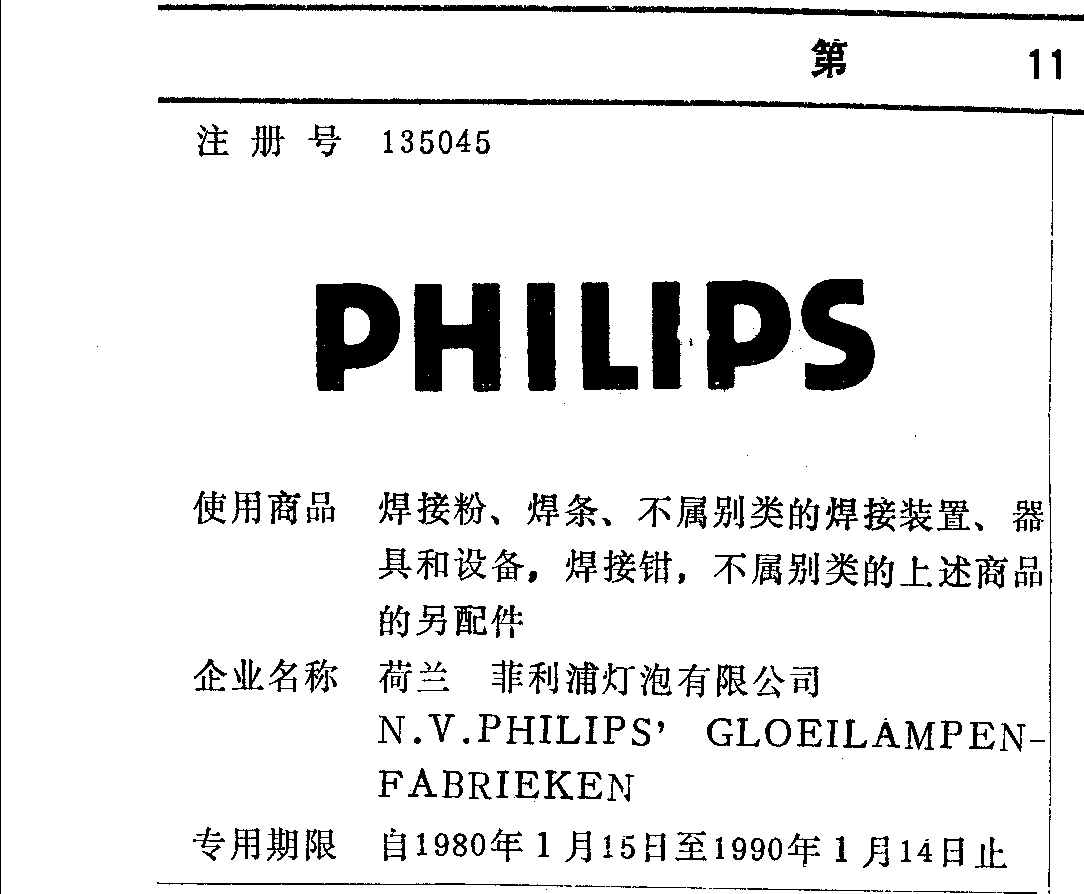 第 11
注册号 135045
PHILIPS
使用商品 焊接粉、焊条、不属别类的焊接装置、器
具和设备，焊接钳，不属别类的上述商品
的另配件
企业名称 荷兰 菲利浦灯泡有限公司
N.V.PHILIPS' GLOEILAMPEN-
FABRIEKEN
专用期限 自1980年1月15日至1990年1月14日止